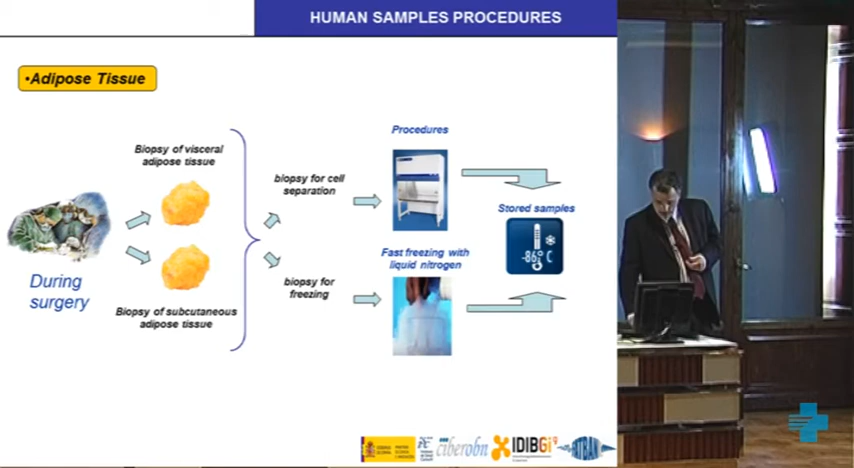 HUMAN SAMPLES PROCEDURES
•Adipose Tissue
Biopsy of visceral
adipose tissue
During
surgery
Biopsy of subcutaneous
adipose tissue
biopsy for cell
separation
biopsy for
freezing
Procedures
Fast freezing with
liquid nitrogen
Stored samples
-86° C
ciberobn
IDIBGi